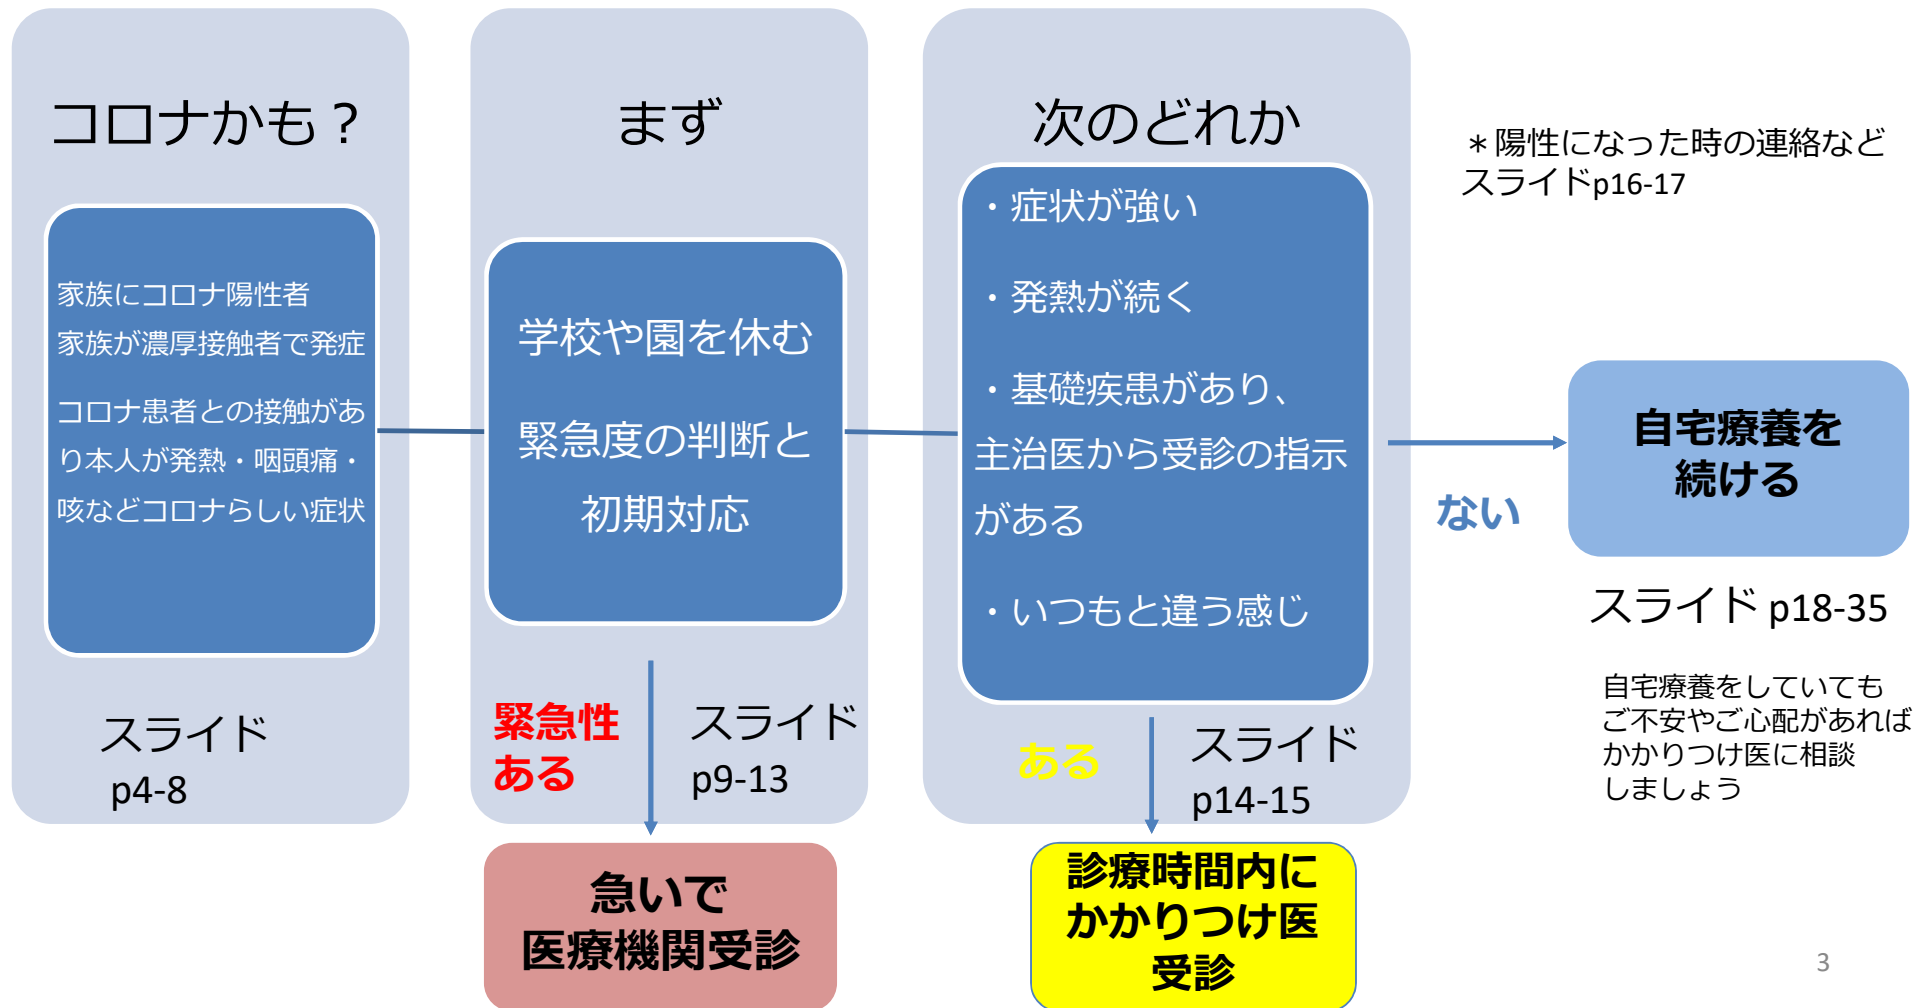 コロナかも？
家族にコロナ陽性者
家族が濃厚接触者で発症
コロナ患者との接触があ
り本人が発熱・咽頭痛・
咳などコロナらしい症状
スライド
p4-8
まず
学校や園を休む
緊急度の判断と
初期対応
緊急性
ある
スライド
p9-13
急いで
医療機関受診
次のどれか
・症状が強い
・発熱が続く
・基礎疾患があり、
主治医から受診の指示
がある
・いつもと違う感じ
ある
スライド
p14-15
診療時間内に
かかりつけ医
受診
＊陽性になった時の連絡など
スライドp16-17
ない
自宅療養を
続ける
スライド p18-35
自宅療養をしていても
ご不安やご心配があれば
かかりつけ医に相談
しましょう
3